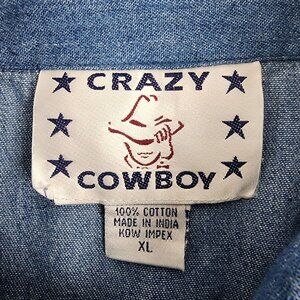 CRAZY
COWBOY
100% COTTON
MADE IN INDIA
KOW IMPEX
XL